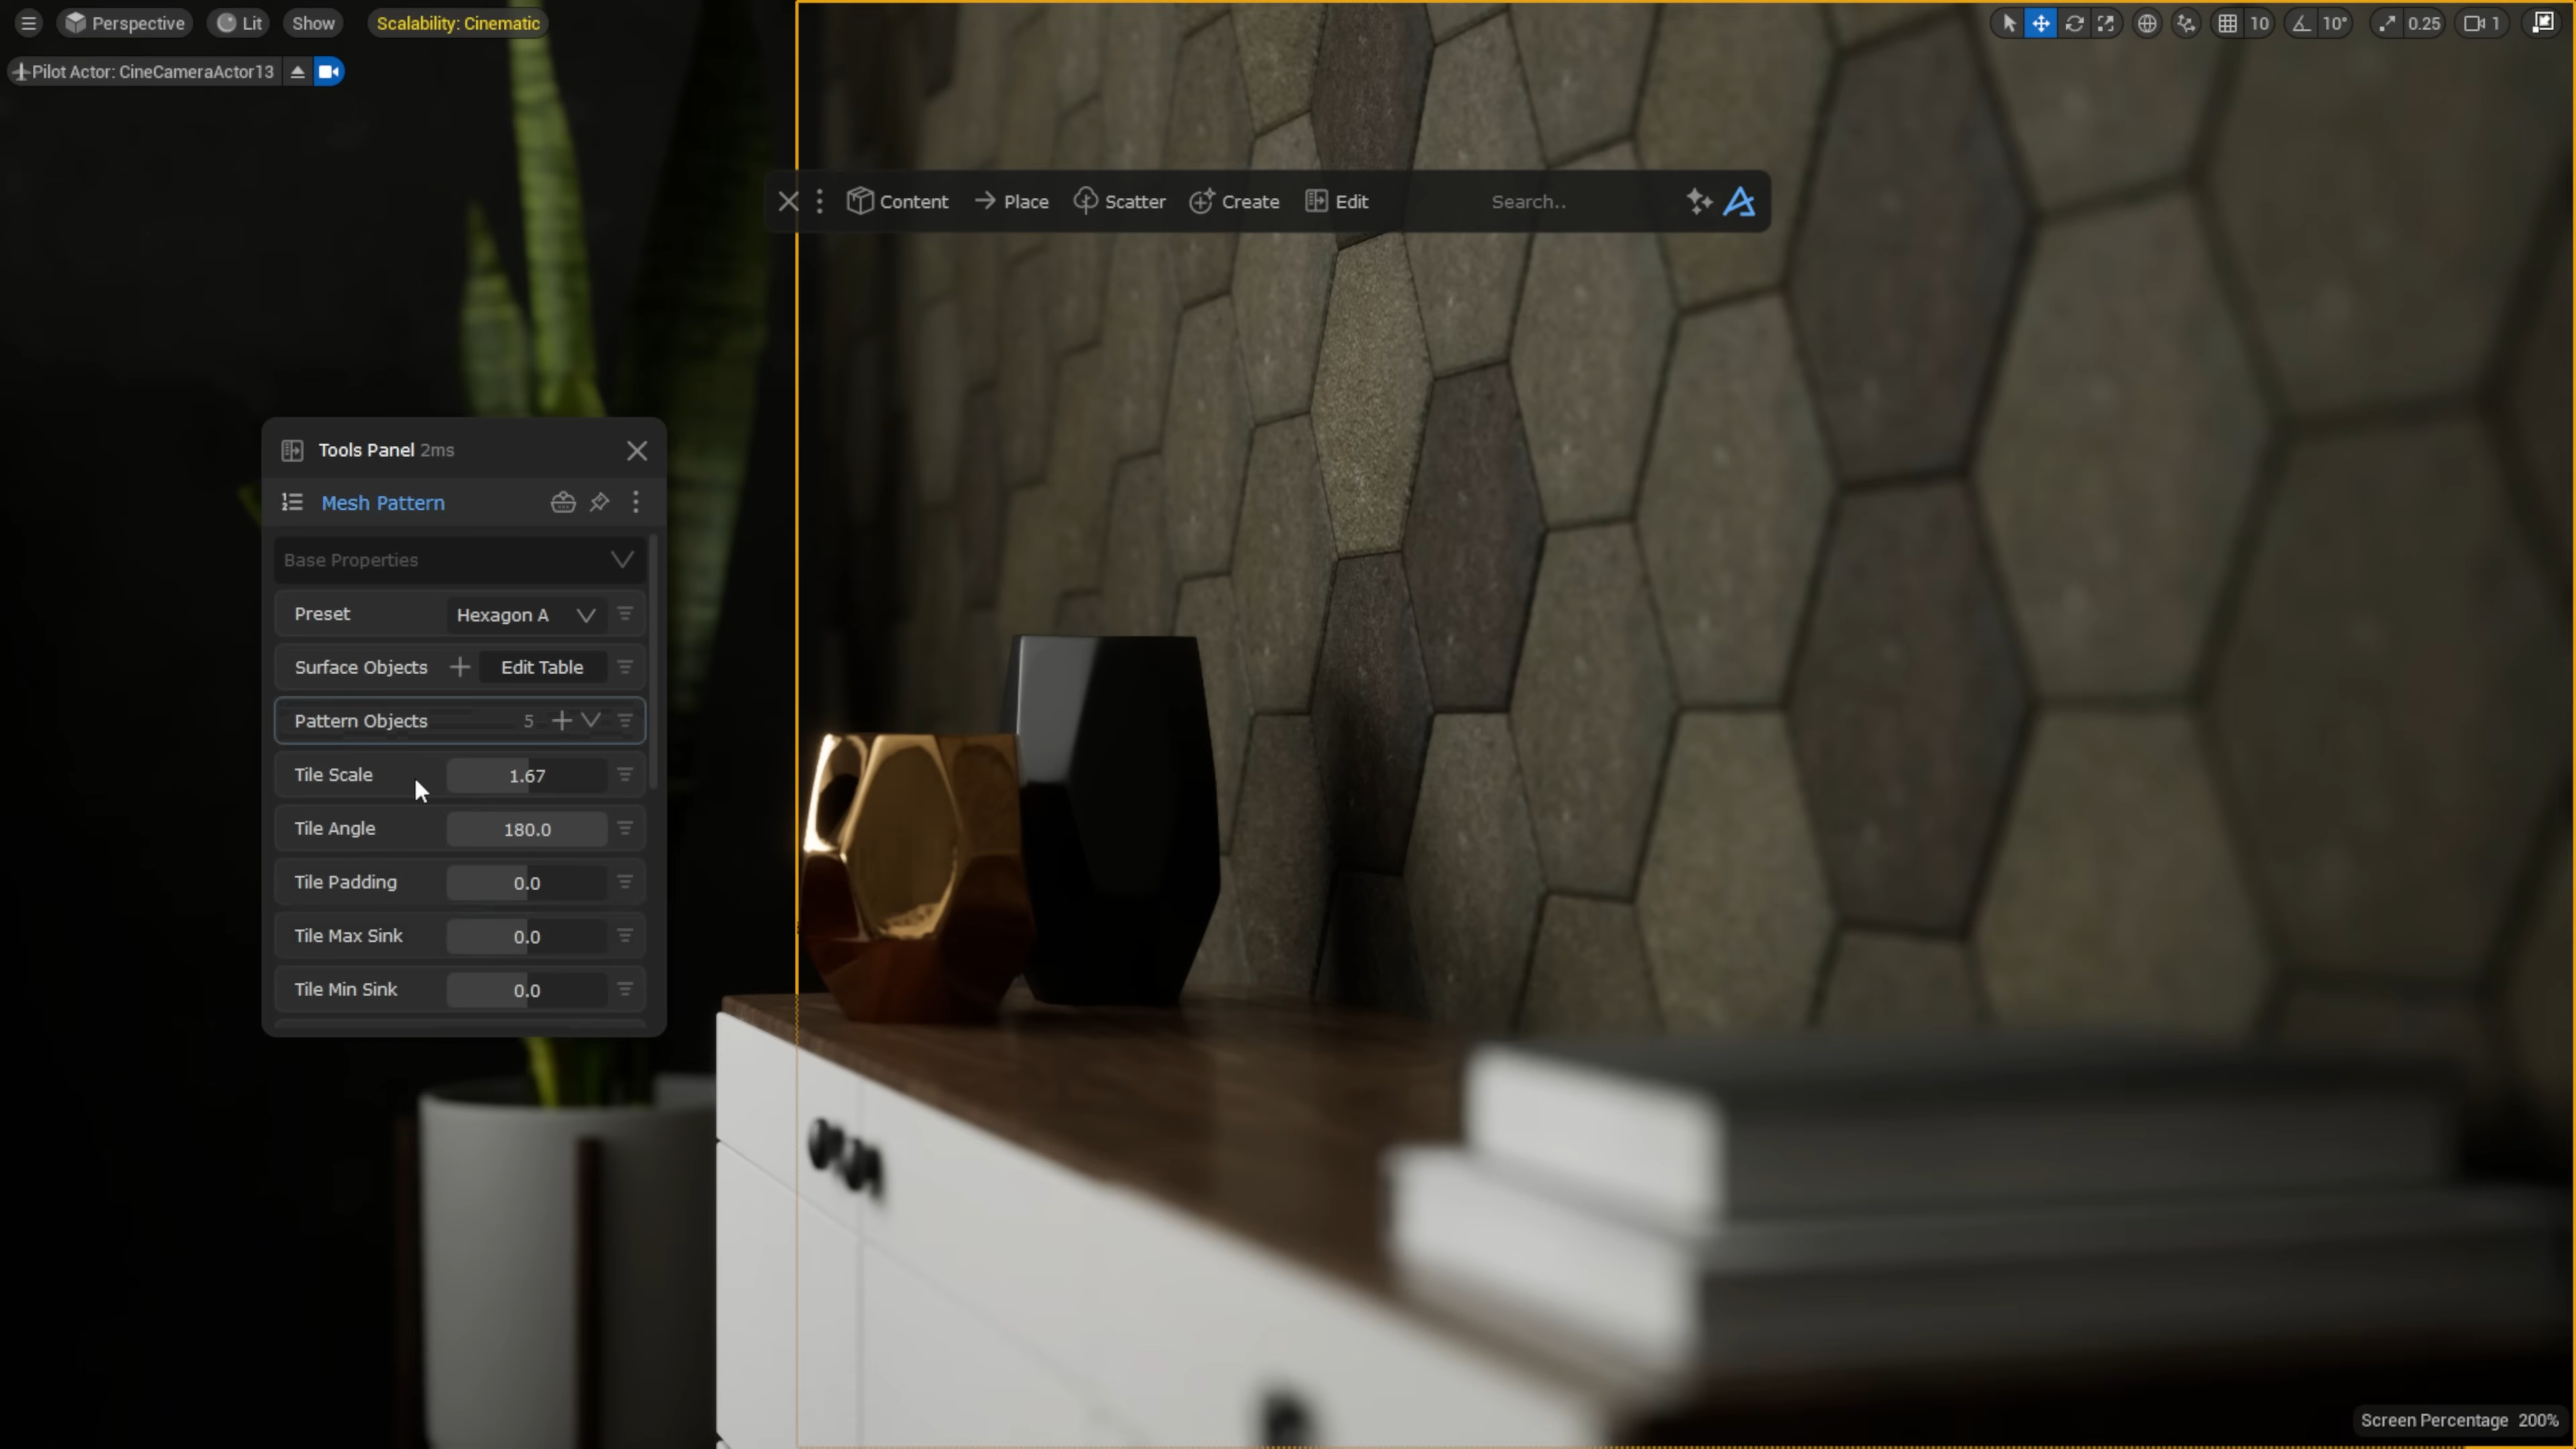 Perspective Lit Show Scalability: Cinematic
10 10° 0.25 1
Pilot Actor: CineCameraActor13
Content Place Scatter Create Edit Search..
Tools Panel 2ms
Mesh Pattern
Base Properties
Preset Hexagon A
Surface Objects Edit Table
Pattern Objects 5
Tile Scale 1.67
Tile Angle 180.0
Tile Padding 0.0
Tile Max Sink 0.0
Tile Min Sink 0.0
Screen Percentage 200%